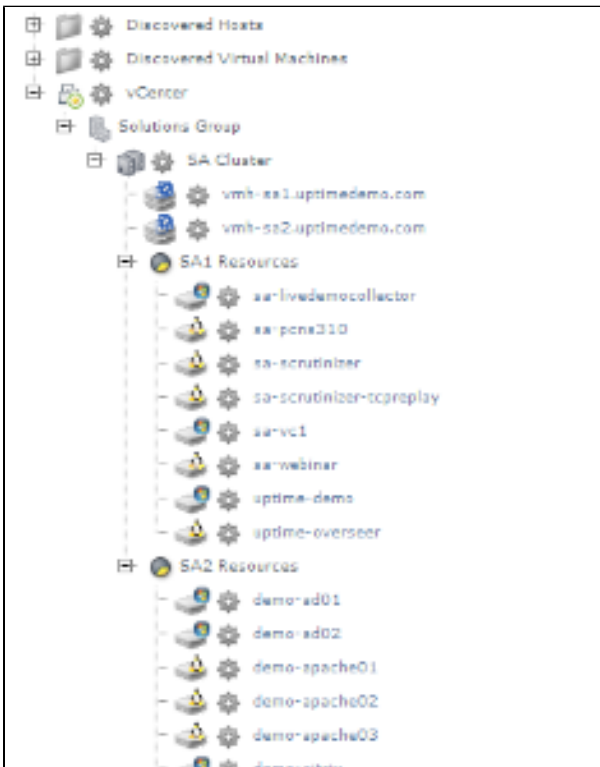 Discovered Hosts
Discovered Virtual Machines
vCenter
Solutions Group
SA Cluster
vmh-sa1.uptimedemo.com
vmh-sa2.uptimedemo.com
SA1 Resources
sa-livedemocollector
sa-pcns310
sa-scrutinizer
sa-scrutinizer-tcpreplay
sa-vc1
sa-webinar
uptime-demo
uptime-overseer
SA2 Resources
demo-ad01
demo-ad02
demo-apache01
demo-apache02
demo-apache03